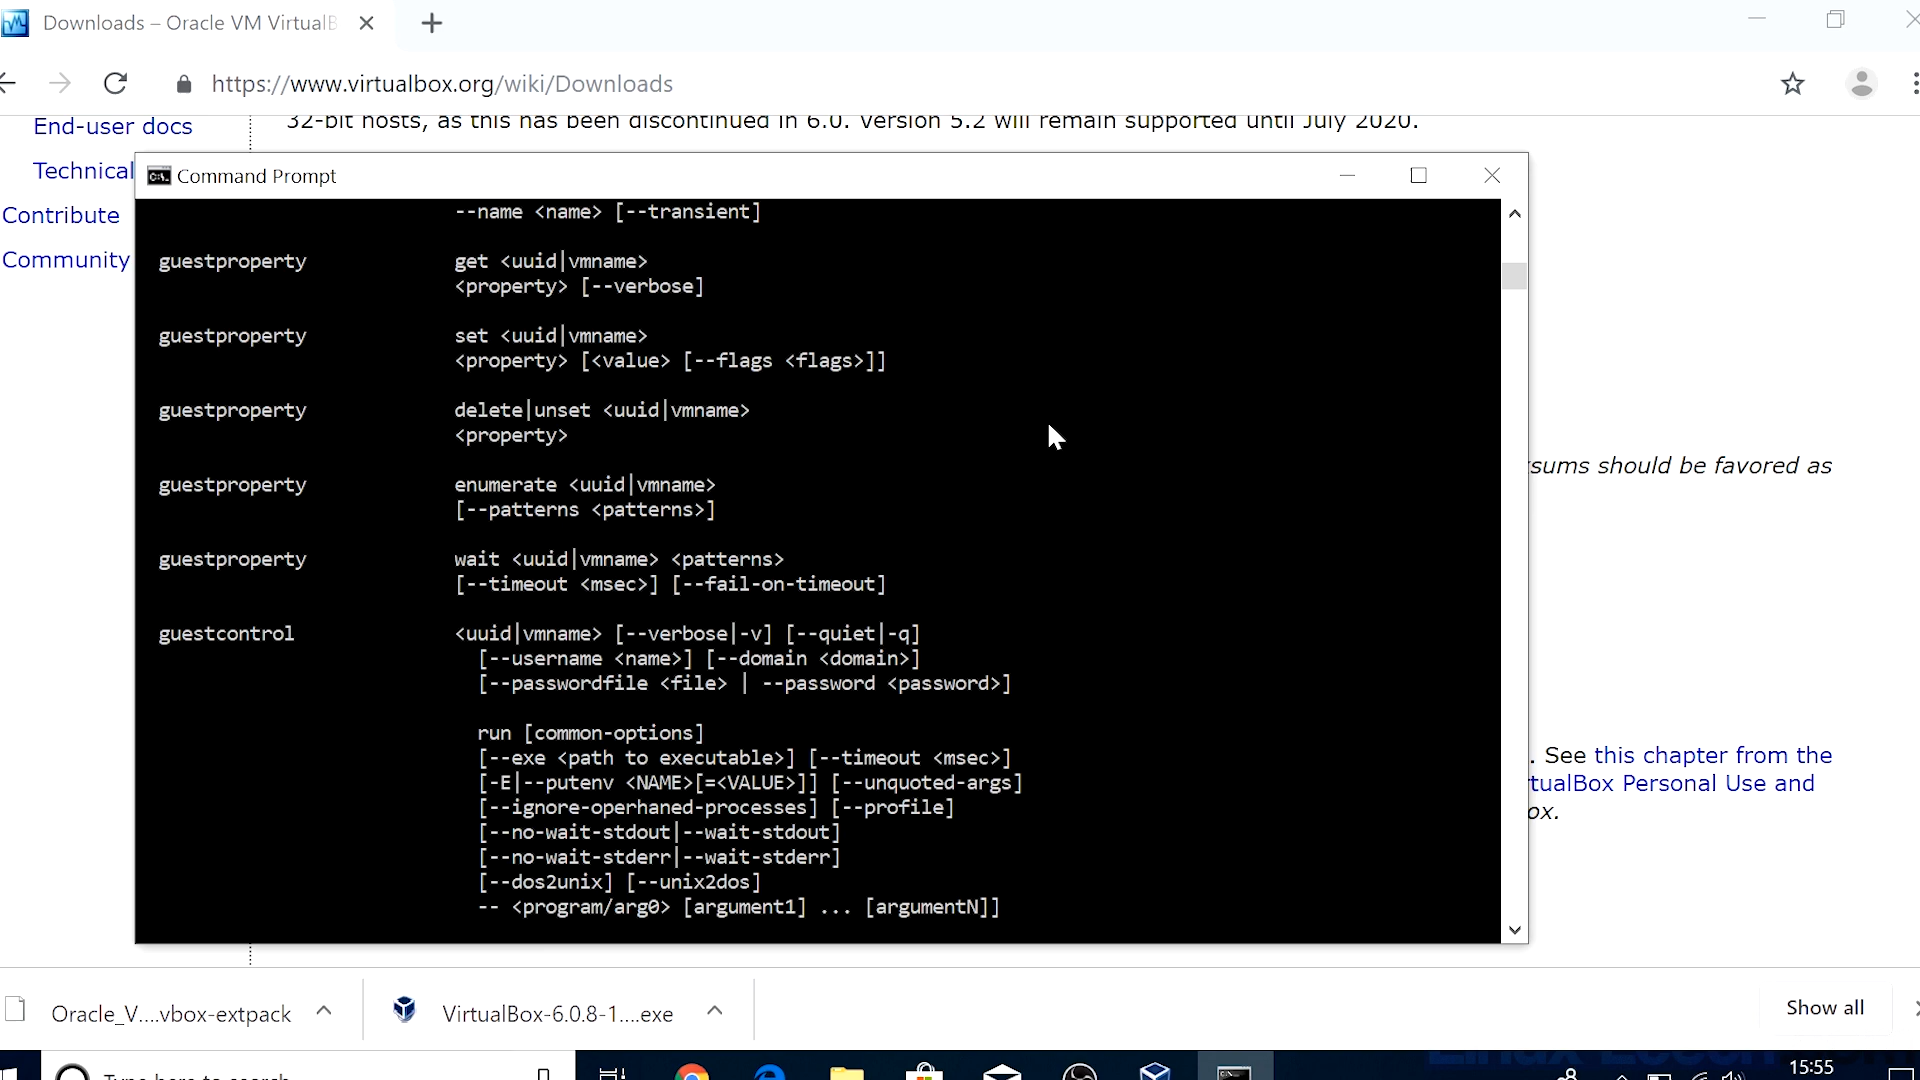 Downloads – Oracle VM VirtualB
https://www.virtualbox.org/wiki/Downloads
End-user docs
32-bit hosts, as this has been discontinued in 6.0. Version 5.2 will remain supported until July 2020.
Technical
Contribute
Community
Command Prompt
--name <name> [--transient]
guestproperty get <uuid|vmname>
<property> [--verbose]
guestproperty set <uuid|vmname>
<property> [<value> [--flags <flags>]]
guestproperty delete|unset <uuid|vmname>
<property>
guestproperty enumerate <uuid|vmname>
[--patterns <patterns>]
guestproperty wait <uuid|vmname> <patterns>
[--timeout <msec>] [--fail-on-timeout]
guestcontrol <uuid|vmname> [--verbose|-v] [--quiet|-q]
[--username <name>] [--domain <domain>]
[--passwordfile <file> | --password <password>]
run [common-options]
[--exe <path to executable>] [--timeout <msec>]
[-E|--putenv <NAME>[=<VALUE>]] [--unquoted-args]
[--ignore-operhaned-processes] [--profile]
[--no-wait-stdout|--wait-stdout]
[--no-wait-stderr|--wait-stderr]
[--dos2unix] [--unix2dos]
-- <program/arg0> [argument1] ... [argumentN]]
sums should be favored as
. See this chapter from the
tualBox Personal Use and
ox.
Oracle_V....vbox-extpack
VirtualBox-6.0.8-1....exe
Show all
Type here to search
15:55